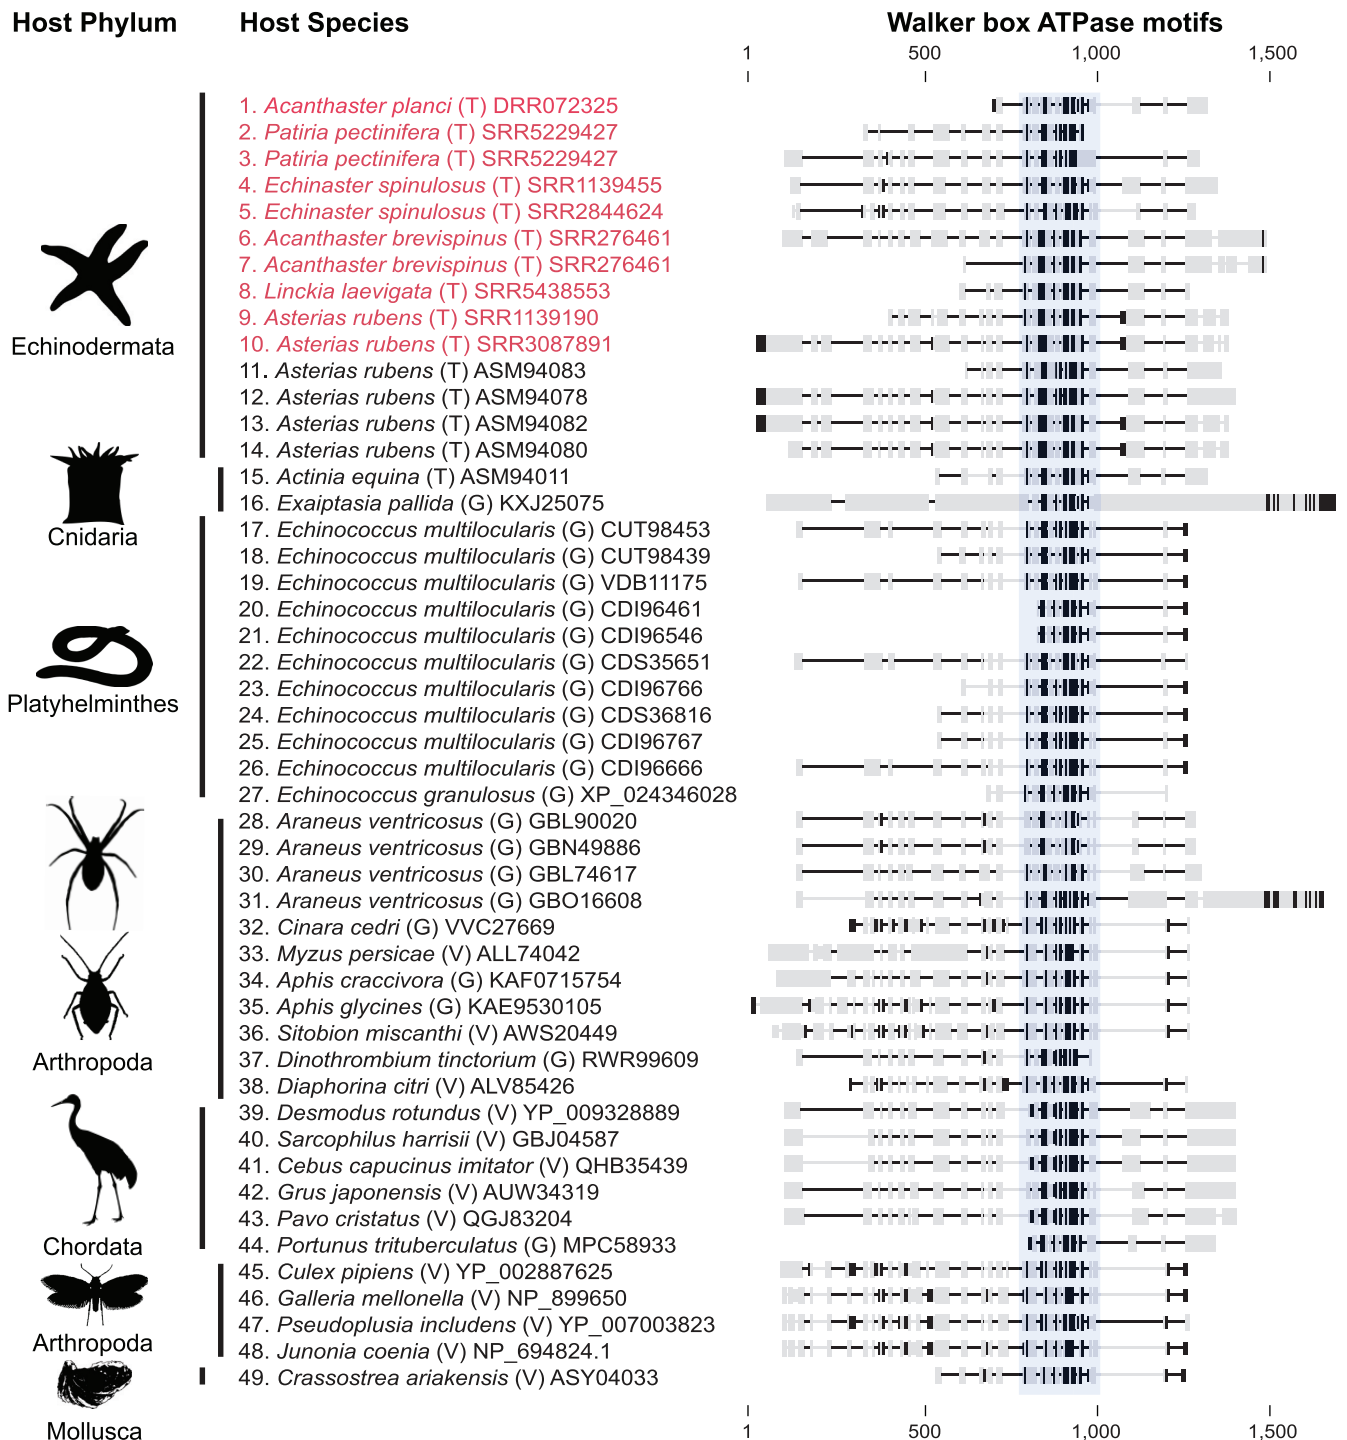 Host Phylum
Host Species
Walker box ATPase motifs
1 500 1,000 1,500
1. Acanthaster planci (T) DRR072325
2. Patiria pectinifera (T) SRR5229427
3. Patiria pectinifera (T) SRR5229427
4. Echinaster spinulosus (T) SRR1139455
5. Echinaster spinulosus (T) SRR2844624
6. Acanthaster brevispinus (T) SRR276461
7. Acanthaster brevispinus (T) SRR276461
8. Linckia laevigata (T) SRR5438553
9. Asterias rubens (T) SRR1139190
10. Asterias rubens (T) SRR3087891
11. Asterias rubens (T) ASM94083
12. Asterias rubens (T) ASM94078
13. Asterias rubens (T) ASM94082
14. Asterias rubens (T) ASM94080
Echinodermata
15. Actinia equina (T) ASM94011
16. Exaiptasia pallida (G) KXJ25075
Cnidaria
17. Echinococcus multilocularis (G) CUT98453
18. Echinococcus multilocularis (G) CUT98439
19. Echinococcus multilocularis (G) VDB11175
20. Echinococcus multilocularis (G) CDI96461
21. Echinococcus multilocularis (G) CDI96546
22. Echinococcus multilocularis (G) CDS35651
23. Echinococcus multilocularis (G) CDI96766
24. Echinococcus multilocularis (G) CDS36816
25. Echinococcus multilocularis (G) CDI96767
26. Echinococcus multilocularis (G) CDI96666
27. Echinococcus granulosus (G) XP_024346028
Platyhelminthes
28. Araneus ventricosus (G) GBL90020
29. Araneus ventricosus (G) GBN49886
30. Araneus ventricosus (G) GBL74617
31. Araneus ventricosus (G) GBO16608
32. Cinara cedri (G) VVC27669
33. Myzus persicae (V) ALL74042
34. Aphis craccivora (G) KAF0715754
35. Aphis glycines (G) KAE9530105
36. Sitobion miscanthi (V) AWS20449
37. Dinothrombium tinctorium (G) RWR99609
38. Diaphorina citri (V) ALV85426
Arthropoda
39. Desmodus rotundus (V) YP_009328889
40. Sarcophilus harrisii (V) GBJ04587
41. Cebus capucinus imitator (V) QHB35439
42. Grus japonensis (V) AUW34319
43. Pavo cristatus (V) QGJ83204
44. Portunus trituberculatus (G) MPC58933
Chordata
45. Culex pipiens (V) YP_002887625
46. Galleria mellonella (V) NP_899650
47. Pseudoplusia includens (V) YP_007003823
48. Junonia coenia (V) NP_694824.1
Arthropoda
49. Crassostrea ariakensis (V) ASY04033
Mollusca
1 500 1,000 1,500